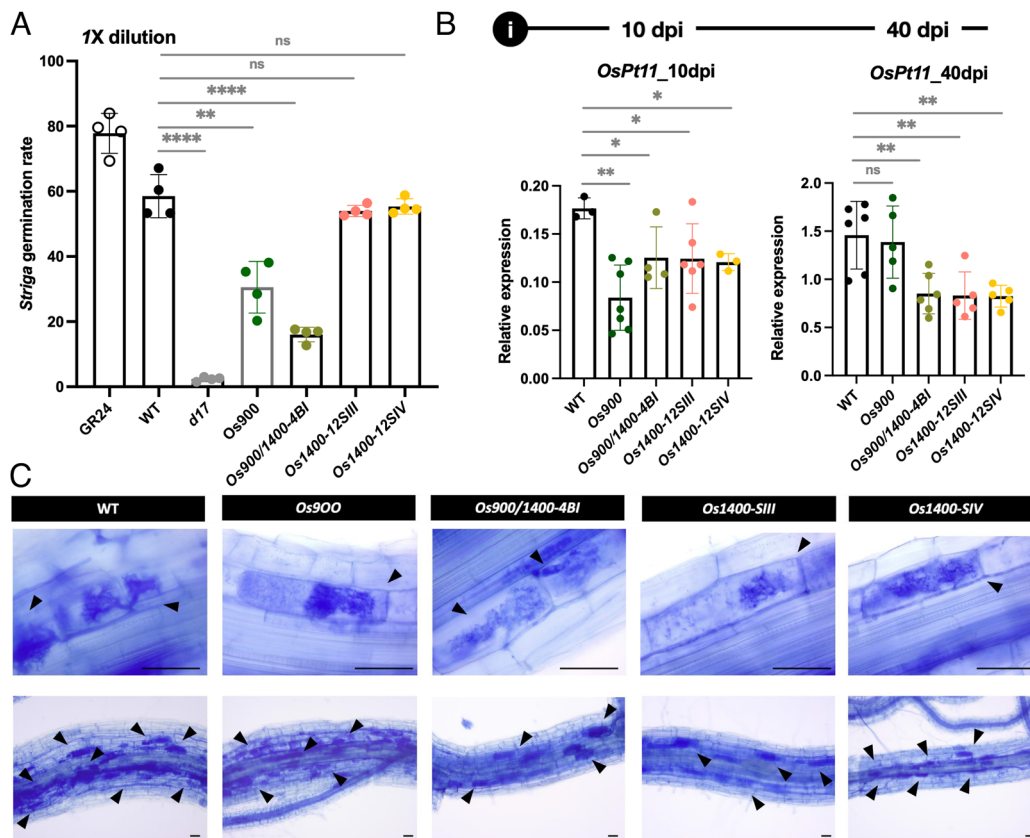 A
1X dilution
ns
ns
****
**
****
Striga germination rate
100
80
60
40
20
0
GR24
WT
d17
Os900
Os900/1400-4BI
Os1400-12SIII
Os1400-12SIV
B
i 10 dpi 40 dpi
OsPt11_10dpi
*
*
*
**
Relative expression
0.20
0.15
0.10
0.05
0.00
WT
Os900
Os900/1400-4BI
Os1400-12SIII
Os1400-12SIV
OsPt11_40dpi
**
**
**
ns
Relative expression
2.0
1.5
1.0
0.5
0.0
WT
Os900
Os900/1400-4BI
Os1400-12SIII
Os1400-12SIV
C
WT Os9OO Os900/1400-4BI Os1400-SIII Os1400-SIV